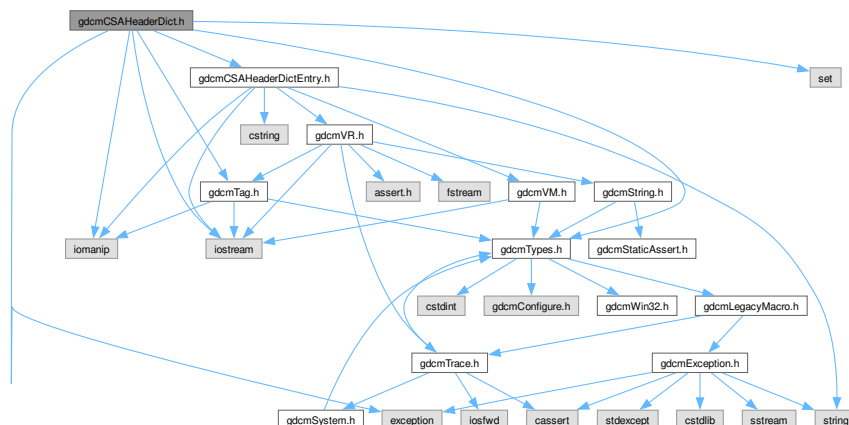 gdcmCSAHeaderDict.h
gdcmCSAHeaderDictEntry.h
set
cstring
gdcmVR.h
gdcmTag.h
assert.h
fstream
gdcmVM.h
gdcmString.h
iomanip
iostream
gdcmTypes.h
gdcmStaticAssert.h
cstdint
gdcmConfigure.h
gdcmWin32.h
gdcmLegacyMacro.h
gdcmTrace.h
gdcmException.h
gdcmSystem.h
exception
iosfwd
cassert
stdexcept
cstdlib
sstream
string